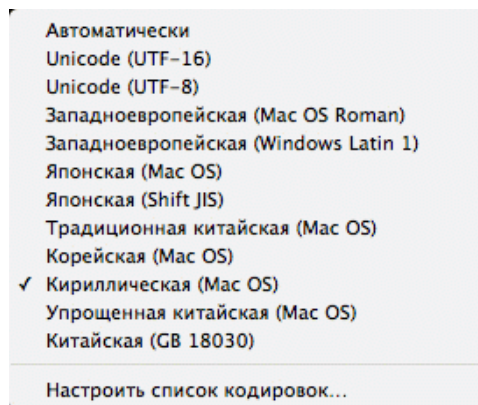 Автоматически
Unicode (UTF–16)
Unicode (UTF–8)
Западноевропейская (Mac OS Roman)
Западноевропейская (Windows Latin 1)
Японская (Mac OS)
Японская (Shift JIS)
Традиционная китайская (Mac OS)
Корейская (Mac OS)
✓ Кириллическая (Mac OS)
Упрощенная китайская (Mac OS)
Китайская (GB 18030)
Настроить список кодировок...